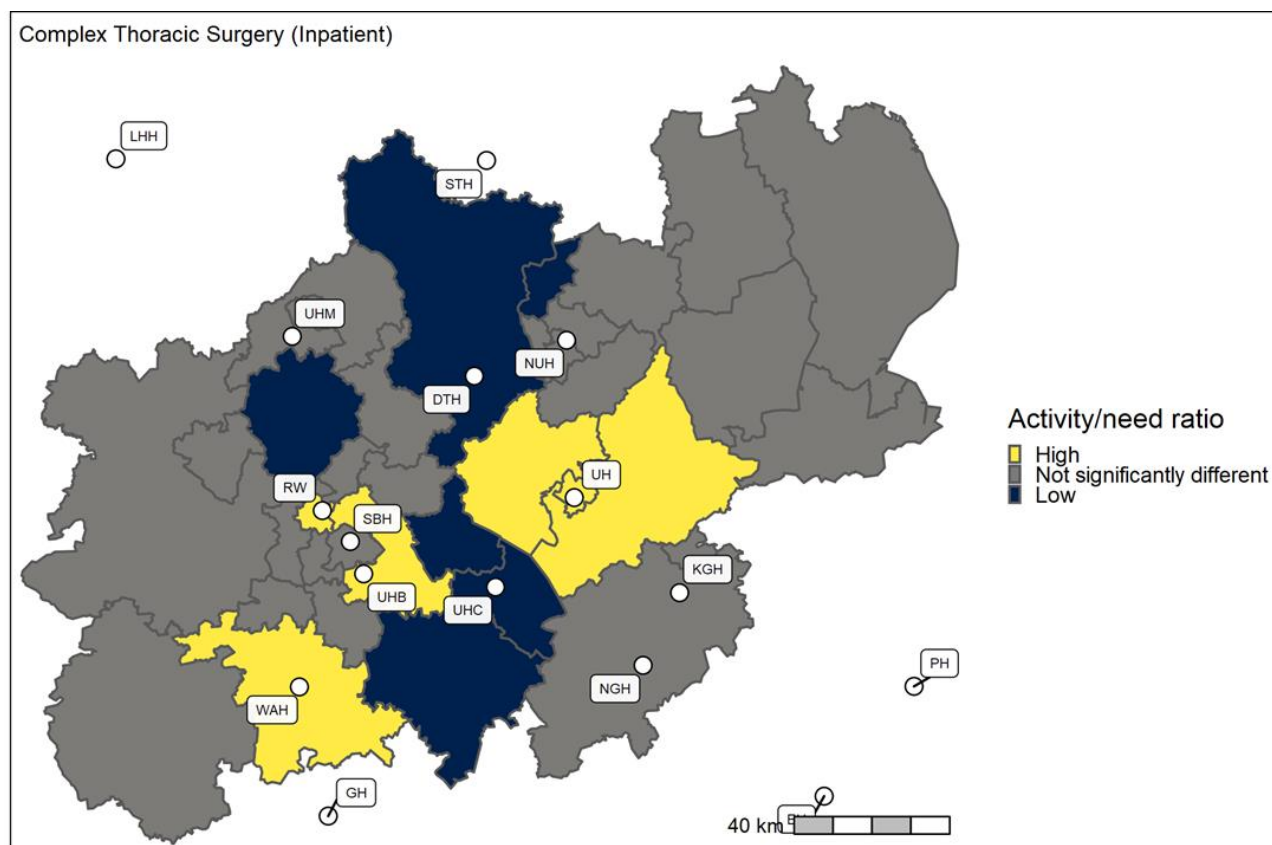 Complex Thoracic Surgery (Inpatient)
LHH
STH
UHM
NUH
DTH
Activity/need ratio
High
Not significantly different
Low
UH
RW
SBH
KGH
UHB
UHC
PH
NGH
WAH
GH
40 km